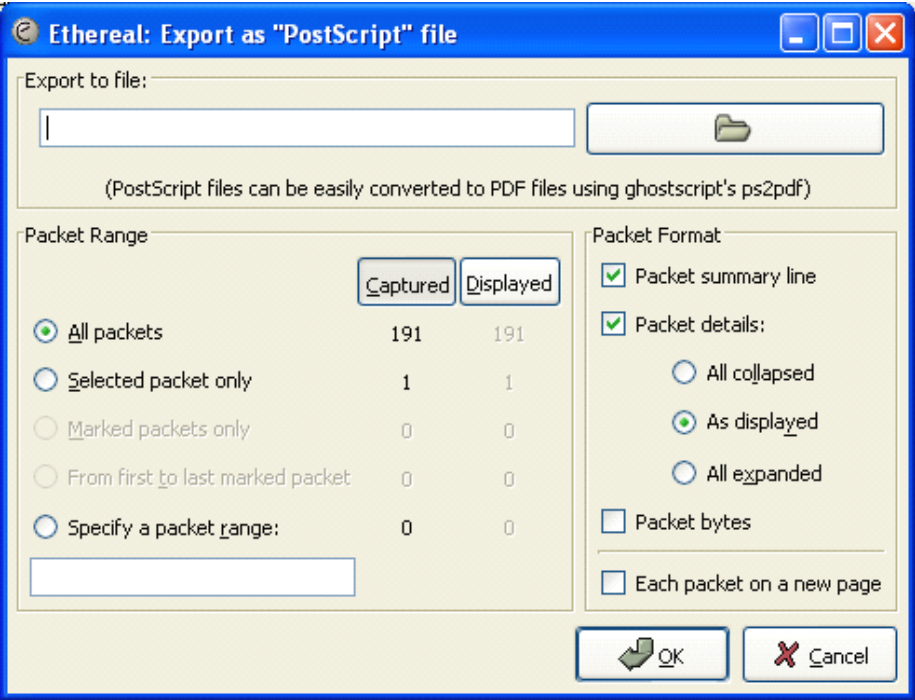 Ethereal: Export as "PostScript" file
Export to file:
(PostScript files can be easily converted to PDF files using ghostscript's ps2pdf)
Packet Range
Captured Displayed
All packets 191 191
Selected packet only 1 1
Marked packets only 0 0
From first to last marked packet 0 0
Specify a packet range: 0 0
Packet Format
Packet summary line
Packet details:
All collapsed
As displayed
All expanded
Packet bytes
Each packet on a new page
OK Cancel